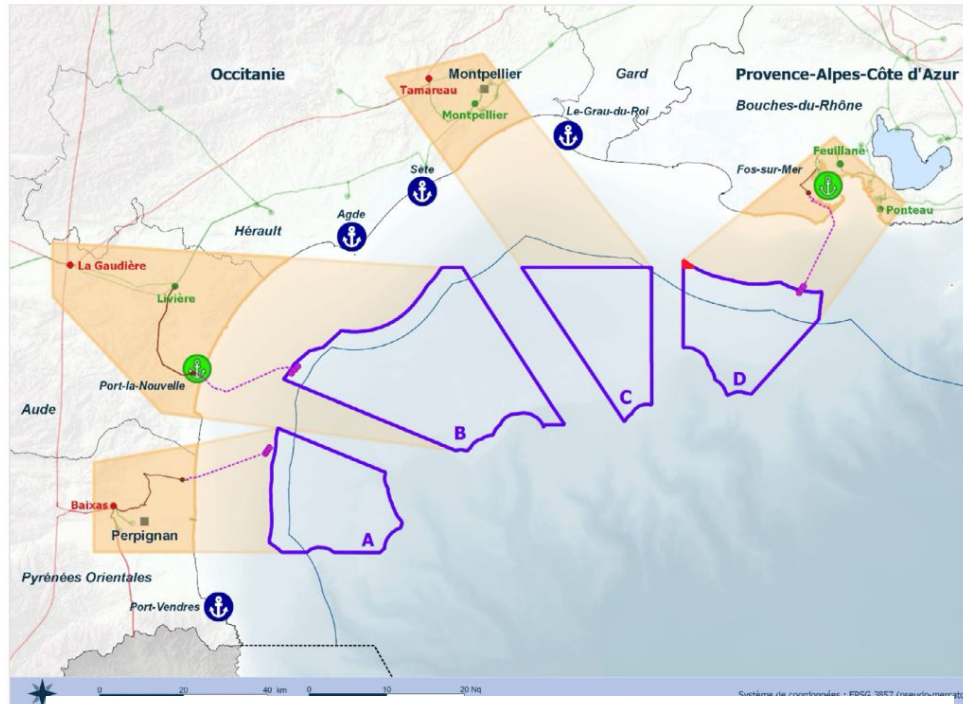 Occitanie
Montpellier
Gard
Provence-Alpes-Côte d'Azur
Tamareau
Montpellier
Le-Grau-du-Roi
Bouches-du-Rhône
Feuillane
Fos-sur-Mer
Sète
Ponteau
Agde
Hérault
La Gaudière
Livière
Port-la-Nouvelle
Aude
C
D
B
Baixas
Perpignan
A
Pyrénées Orientales
Port-Vendres
0 20 40 km 0 10 20 Nq
Système de coordonnées : EPSG 3857 (pseudo-mercato